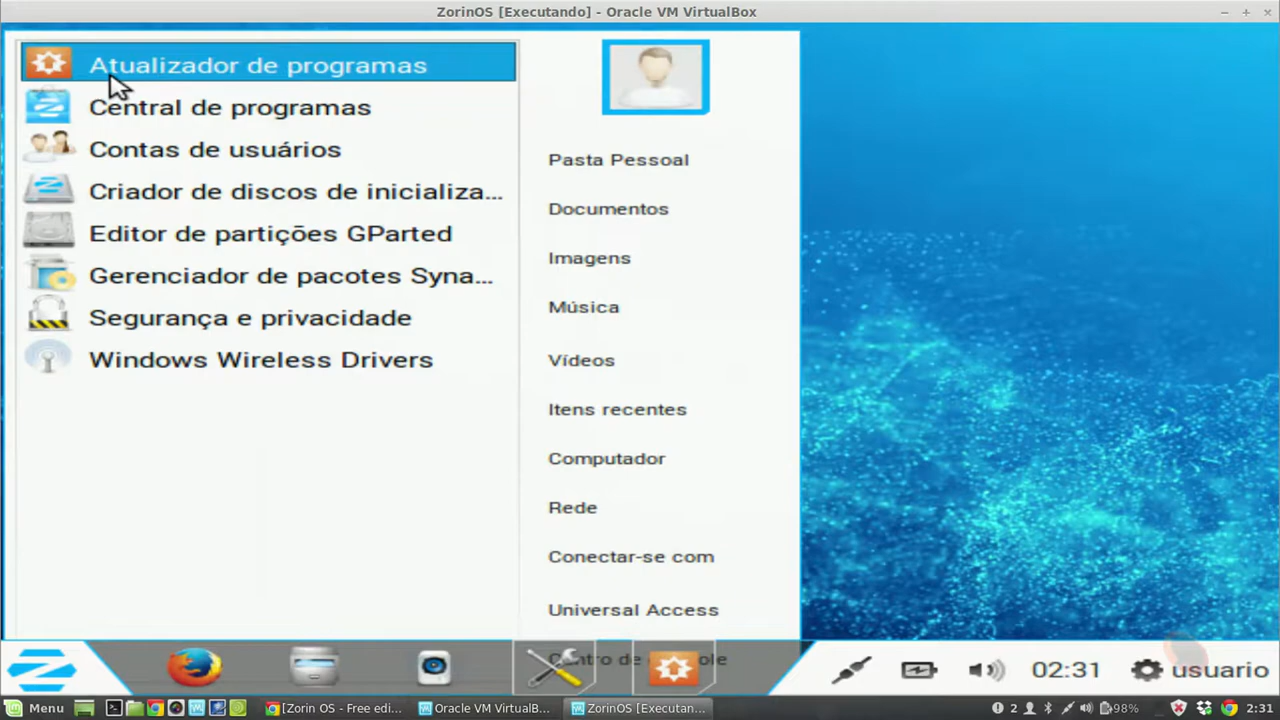 ZorinOS [Executando] - Oracle VM VirtualBox
Atualizador de programas
Central de programas
Contas de usuários
Criador de discos de inicializa...
Editor de partições GParted
Gerenciador de pacotes Syna...
Segurança e privacidade
Windows Wireless Drivers
Pasta Pessoal
Documentos
Imagens
Música
Vídeos
Itens recentes
Computador
Rede
Conectar-se com
Universal Access
02:31
usuario
Menu
[Zorin OS - Free edi...
Oracle VM VirtualB...
ZorinOS [Executan...
2
98%
2:31